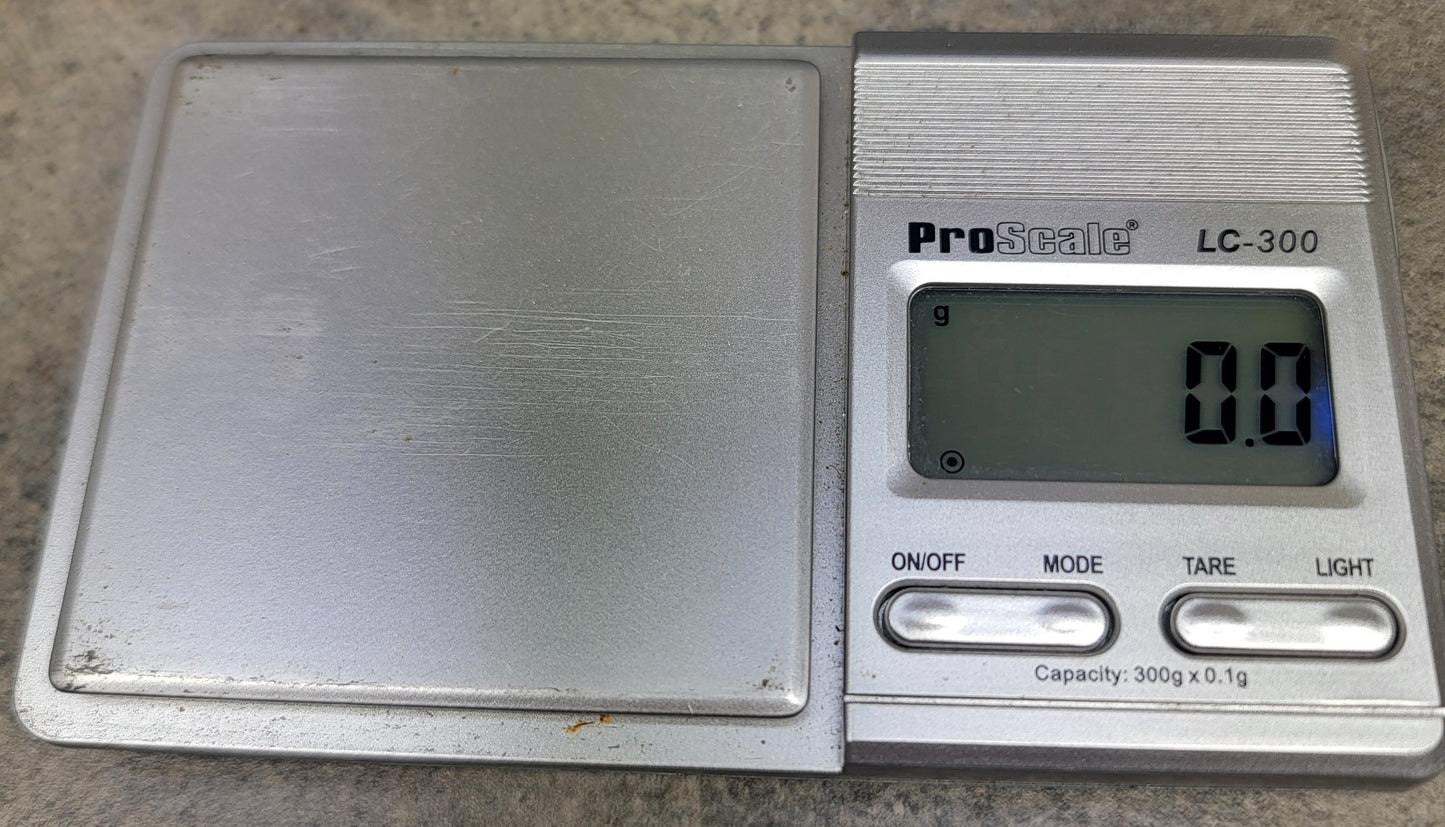 ProScale® LC-300
g
0.0
ON/OFF MODE TARE LIGHT
Capacity: 300g x 0.1g